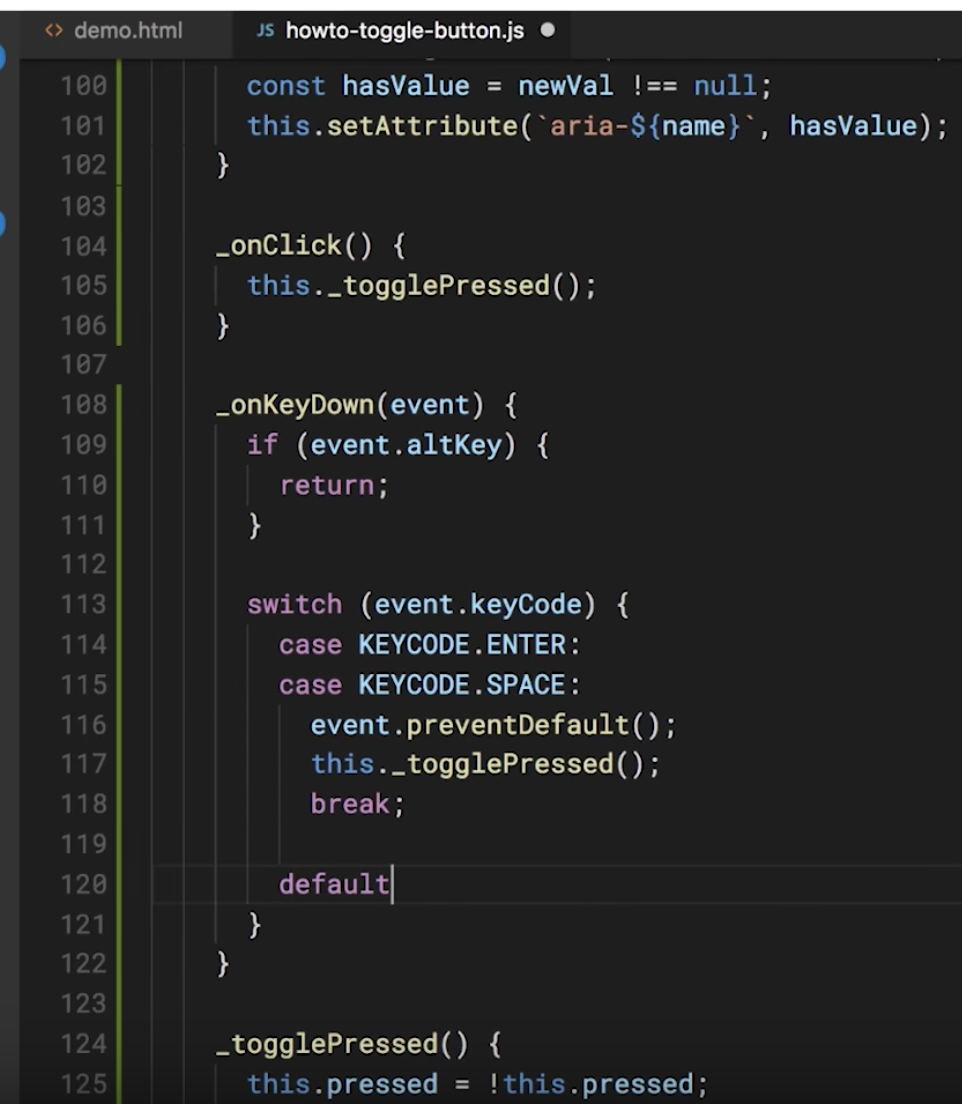 <> demo.html JS howto-toggle-button.js
100 const hasValue = newVal !== null;
101 this.setAttribute(`aria-${name}`, hasValue);
102 }
103
104 _onClick() {
105 this._togglePressed();
106 }
107
108 _onKeyDown(event) {
109 if (event.altKey) {
110 return;
111 }
112
113 switch (event.keyCode) {
114 case KEYCODE.ENTER:
115 case KEYCODE.SPACE:
116 event.preventDefault();
117 this._togglePressed();
118 break;
119
120 default
121 }
122 }
123
124 _togglePressed() {
125 this.pressed = !this.pressed;